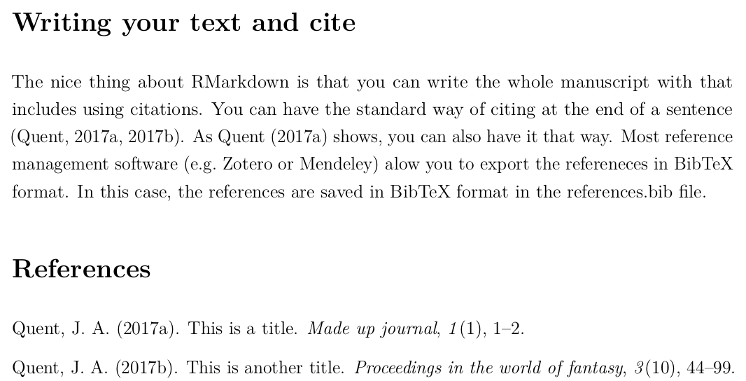 Writing your text and cite
The nice thing about RMarkdown is that you can write the whole manuscript with that
includes using citations. You can have the standard way of citing at the end of a sentence
(Quent, 2017a, 2017b). As Quent (2017a) shows, you can also have it that way. Most reference
management software (e.g. Zotero or Mendeley) alow you to export the refereneces in BibTeX
format. In this case, the references are saved in BibTeX format in the references.bib file.
References
Quent, J. A. (2017a). This is a title. Made up journal, 1(1), 1–2.
Quent, J. A. (2017b). This is another title. Proceedings in the world of fantasy, 3(10), 44–99.